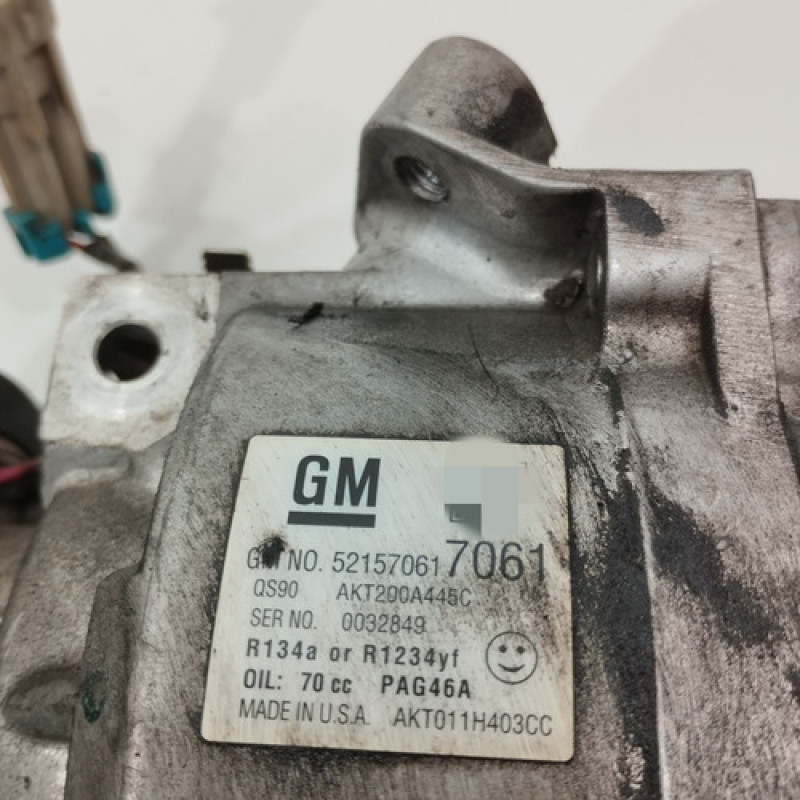 GM
GM NO. 52157061 7061
QS90 AKT200A445C
SER NO. 0032849
R134a or R1234yf
OIL: 70 cc PAG46A
MADE IN U.S.A. AKT011H403CC